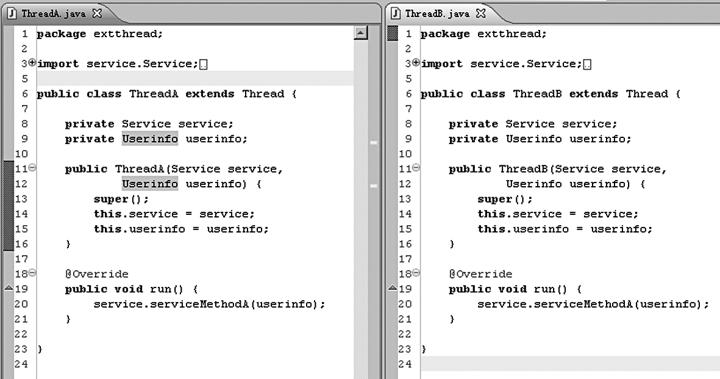 ThreadA.java
1 package extthread;
2
3 import service.Service;
5
6 public class ThreadA extends Thread {
7
8 private Service service;
9 private Userinfo userinfo;
10
11 public ThreadA(Service service,
12 Userinfo userinfo) {
13 super();
14 this.service = service;
15 this.userinfo = userinfo;
16 }
17
18 @Override
19 public void run() {
20 service.serviceMethodA(userinfo);
21 }
22
23 }
24
ThreadB.java
1 package extthread;
2
3 import service.Service;
5
6 public class ThreadB extends Thread {
7
8 private Service service;
9 private Userinfo userinfo;
10
11 public ThreadB(Service service,
12 Userinfo userinfo) {
13 super();
14 this.service = service;
15 this.userinfo = userinfo;
16 }
17
18 @Override
19 public void run() {
20 service.serviceMethodA(userinfo);
21 }
22
23 }
24